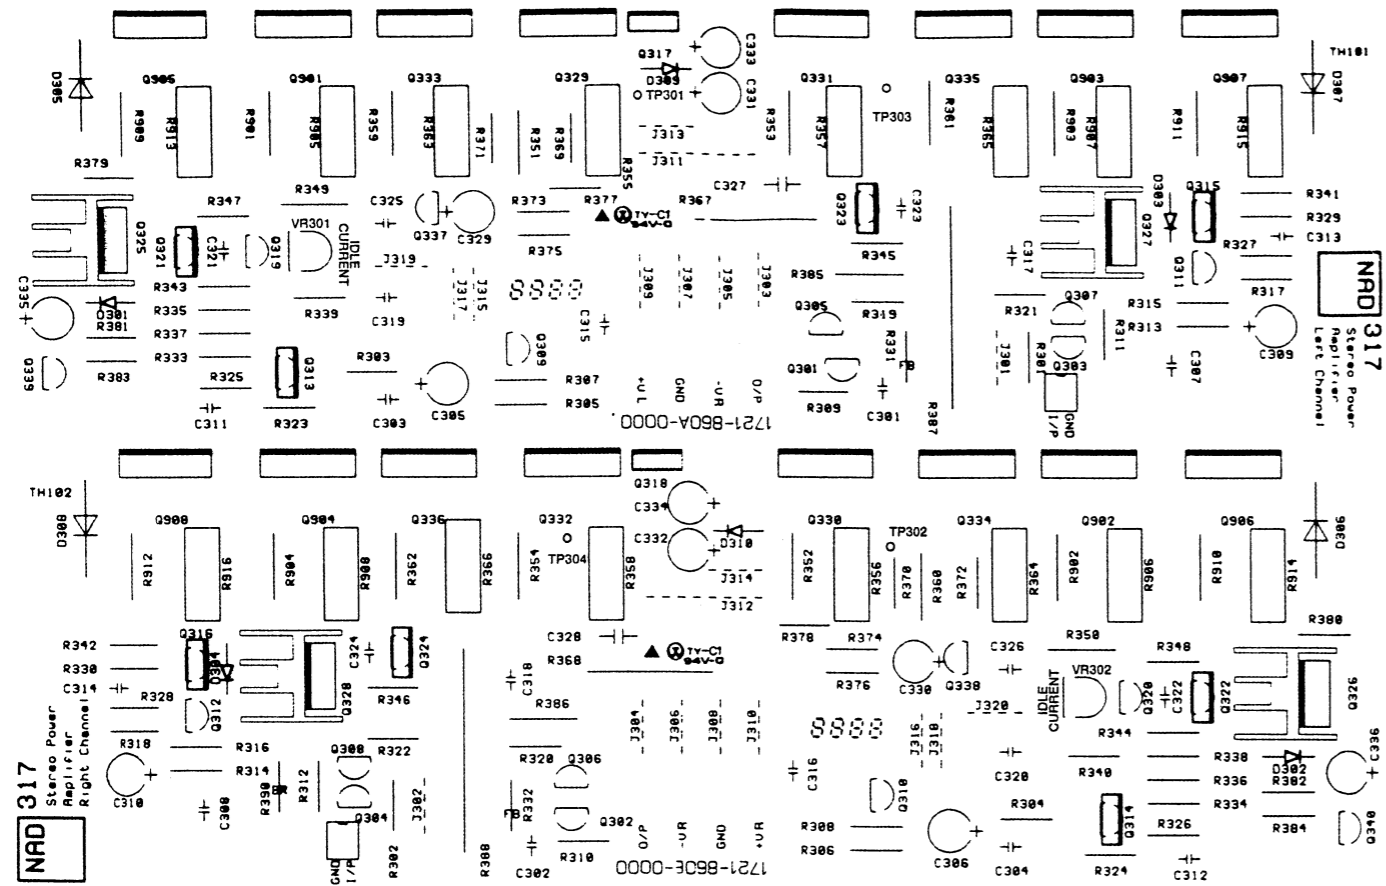 Q905
Q901
Q333
Q329
Q317
C333
D309
TP301
C331
Q331
TP303
Q335
Q903
Q907
TH101
D305
D307
R909
R913
R901
R905
R359
R363
R371
R351
R369
R355
J313
J311
R353
R357
R361
R365
R903
R907
R911
R915
R379
R347
R349
C325
R373
R377
R367
C327
Q323
C323
D303
Q315
R341
Q325
Q321
C321
Q319
VR301
IDLE
CURRENT
Q337
C329
R375
TY-C1
94V-0
R345
C317
Q327
R327
R329
C313
J319
J317
J315
8888
J309
J307
J305
J303
R385
Q305
R319
Q311
R317
C335
D301
R381
R343
R335
R337
R333
R339
C319
C315
Q309
Q307
R321
R315
R313
C309
Q339
R383
R325
Q313
R303
C305
R307
R305
+VL
GND
-VR
O/P
Q301
R331
FB
R309
C301
R387
J301
R301
Q303
R311
C307
C311
R323
C303
1721-860A-0000
GND
I/P
NAD
317
Stereo Power
Amplifier
Left Channel
TH102
D308
Q908
Q904
Q336
Q332
TP304
Q318
C334
C332
D310
Q330
TP302
Q334
Q902
Q906
D306
R912
R916
R904
R908
R362
R366
R354
R358
J314
J312
R352
R356
R370
R360
R372
R364
R902
R906
R910
R914
R342
R330
C314
Q316
D304
R328
Q312
Q328
C324
Q324
R346
C328
R368
C318
TY-C1
94V-0
R378
R374
R376
C330
Q338
C326
R350
VR302
IDLE
CURRENT
R348
Q320
C322
Q322
R380
Q326
R318
C310
R316
R314
C308
R390
BR
R312
Q308
Q304
R322
J302
R386
R320
Q306
J304
J306
J308
J310
8888
J316
J318
J320
C316
C320
R344
R340
R338
R336
R334
D302
R382
C336
GND
I/P
R302
R388
R332
FB
Q302
R310
C302
O/P
-VR
GND
+VR
1721-860E-0000
Q310
R308
R306
C306
R304
C304
Q314
R326
R324
C312
R384
Q340
NAD
317
Stereo Power
Amplifier
Right Channel